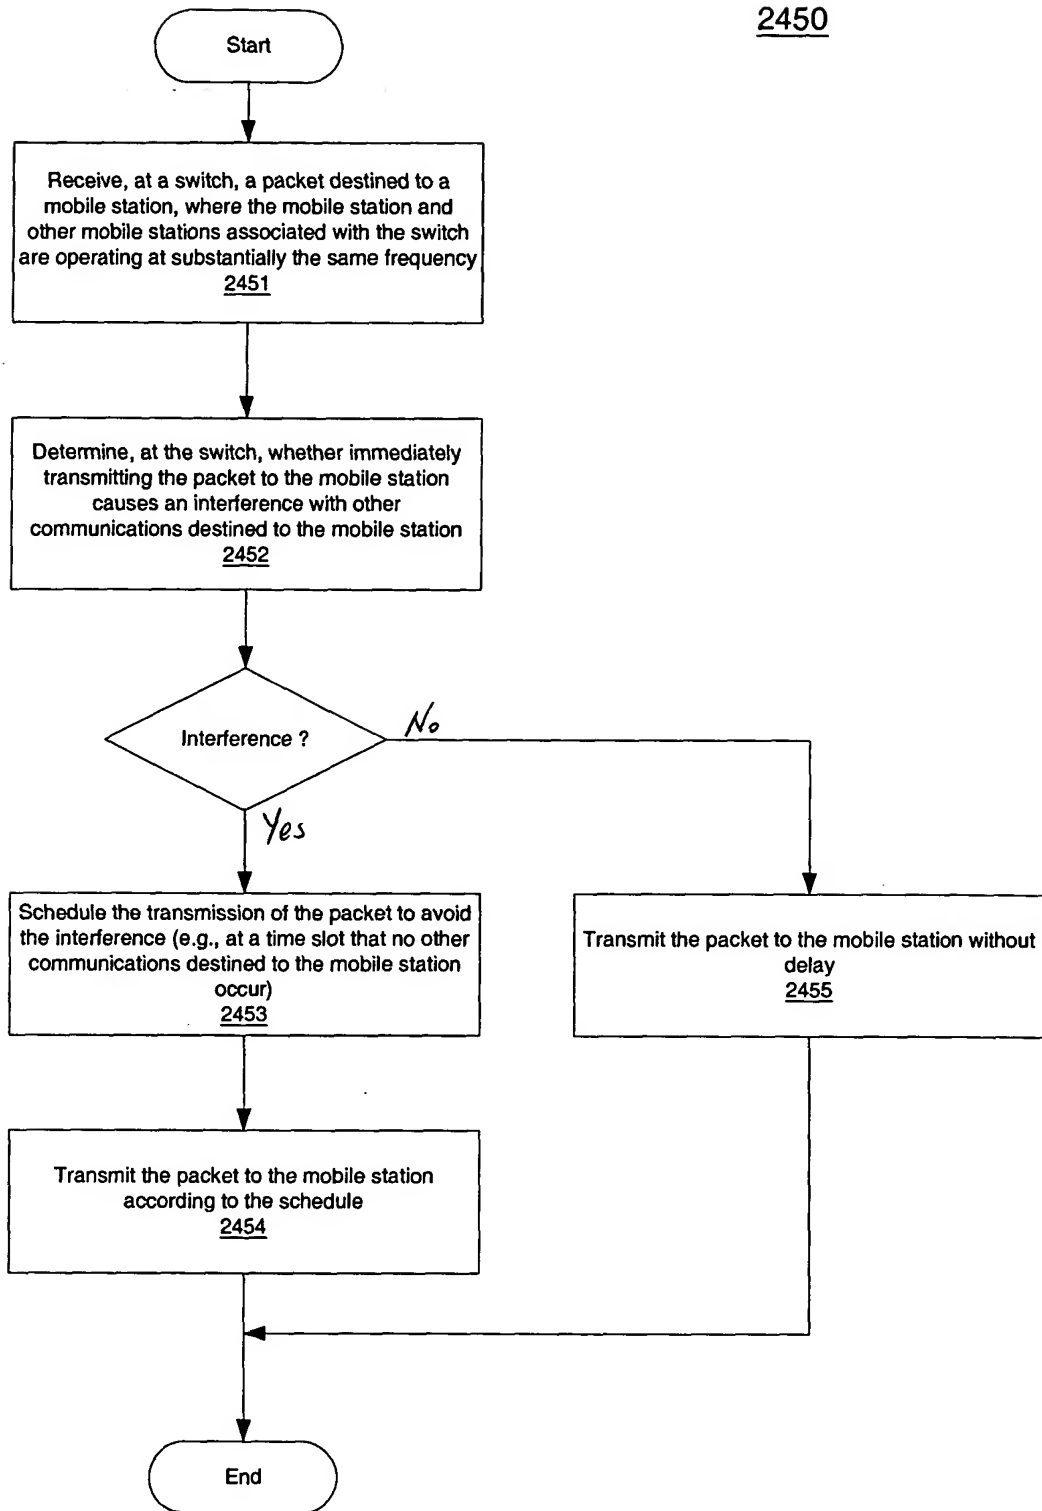 2450
Start
Receive, at a switch, a packet destined to a
mobile station, where the mobile station and
other mobile stations associated with the switch
are operating at substantially the same frequency
2451
Determine, at the switch, whether immediately
transmitting the packet to the mobile station
causes an interference with other
communications destined to the mobile station
2452
Interference ?
No
Yes
Schedule the transmission of the packet to avoid
the interference (e.g., at a time slot that no other
communications destined to the mobile station
occur)
2453
Transmit the packet to the mobile station without
delay
2455
Transmit the packet to the mobile station
according to the schedule
2454
End